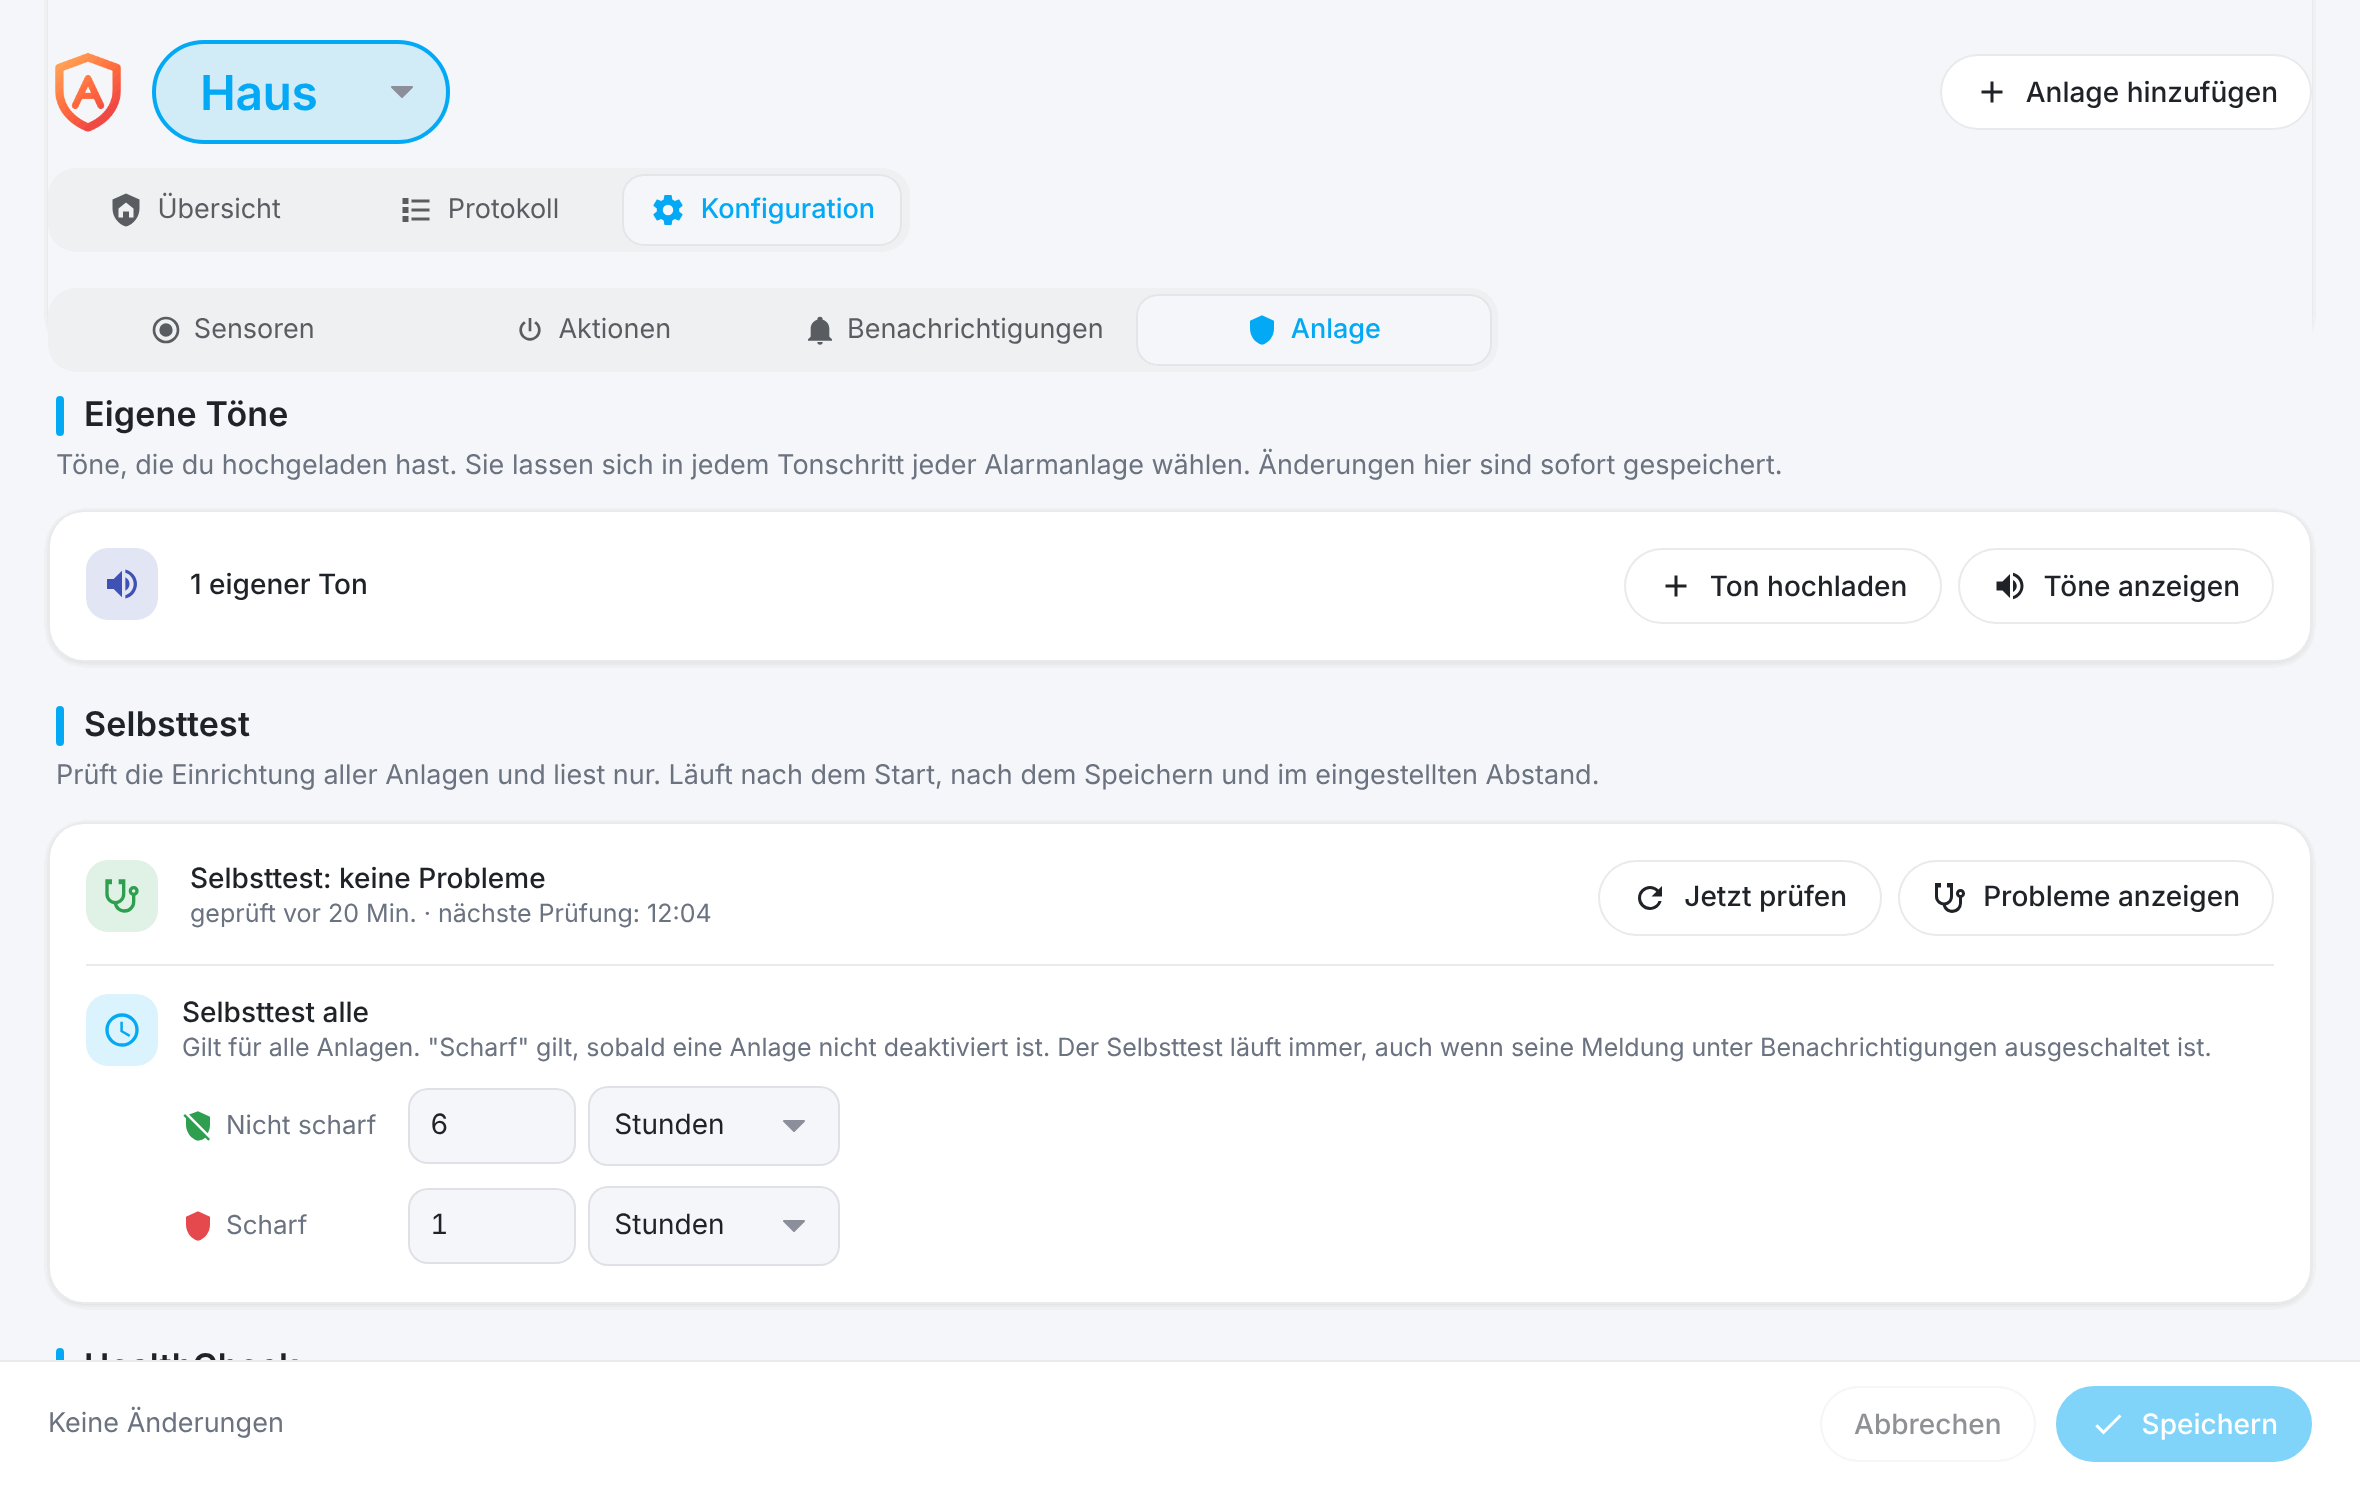 Haus
Anlage hinzufügen
Übersicht
Protokoll
Konfiguration
Sensoren
Aktionen
Benachrichtigungen
Anlage
Eigene Töne
Töne, die du hochgeladen hast. Sie lassen sich in jedem Tonschritt jeder Alarmanlage wählen. Änderungen hier sind sofort gespeichert.
1 eigener Ton
Ton hochladen
Töne anzeigen
Selbsttest
Prüft die Einrichtung aller Anlagen und liest nur. Läuft nach dem Start, nach dem Speichern und im eingestellten Abstand.
Selbsttest: keine Probleme
geprüft vor 20 Min. · nächste Prüfung: 12:04
Jetzt prüfen
Probleme anzeigen
Selbsttest alle
Gilt für alle Anlagen. "Scharf" gilt, sobald eine Anlage nicht deaktiviert ist. Der Selbsttest läuft immer, auch wenn seine Meldung unter Benachrichtigungen ausgeschaltet ist.
Nicht scharf
6
Stunden
Scharf
1
Stunden
HealthCheck
Keine Änderungen
Abbrechen
Speichern